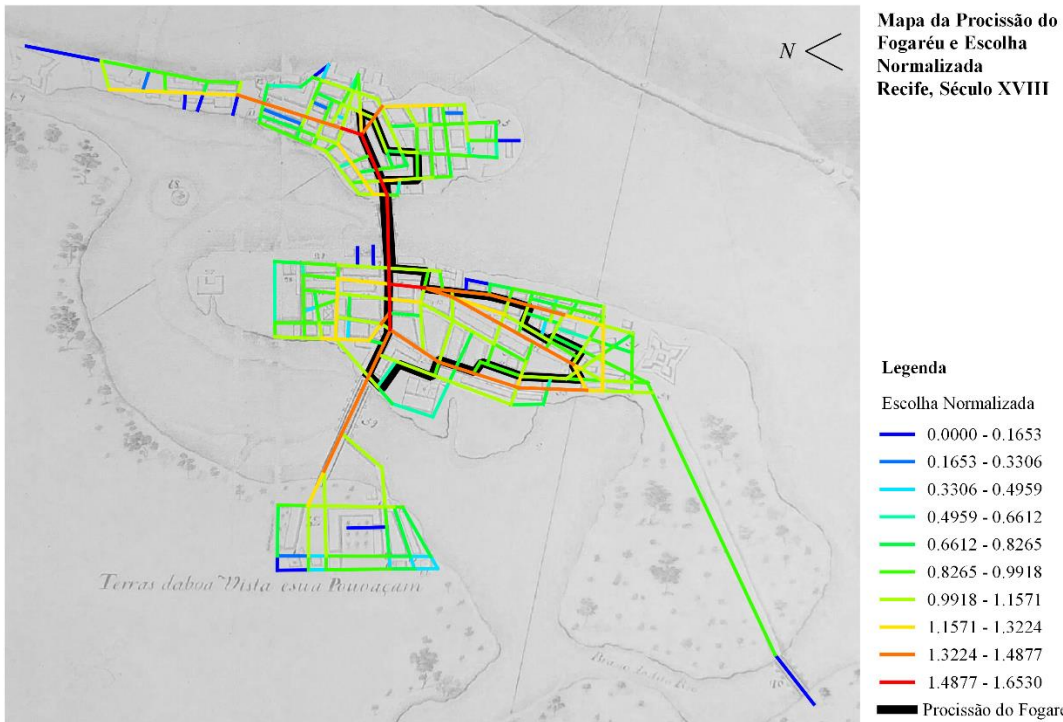 Mapa da Procissão do
Fogaréu e Escolha
Normalizada
Recife, Século XVIII
N
Terras daboa Vista esua Pouoaçam
Legenda
Escolha Normalizada
0.0000 - 0.1653
0.1653 - 0.3306
0.3306 - 0.4959
0.4959 - 0.6612
0.6612 - 0.8265
0.8265 - 0.9918
0.9918 - 1.1571
1.1571 - 1.3224
1.3224 - 1.4877
1.4877 - 1.6530
Procissão do Fogaré